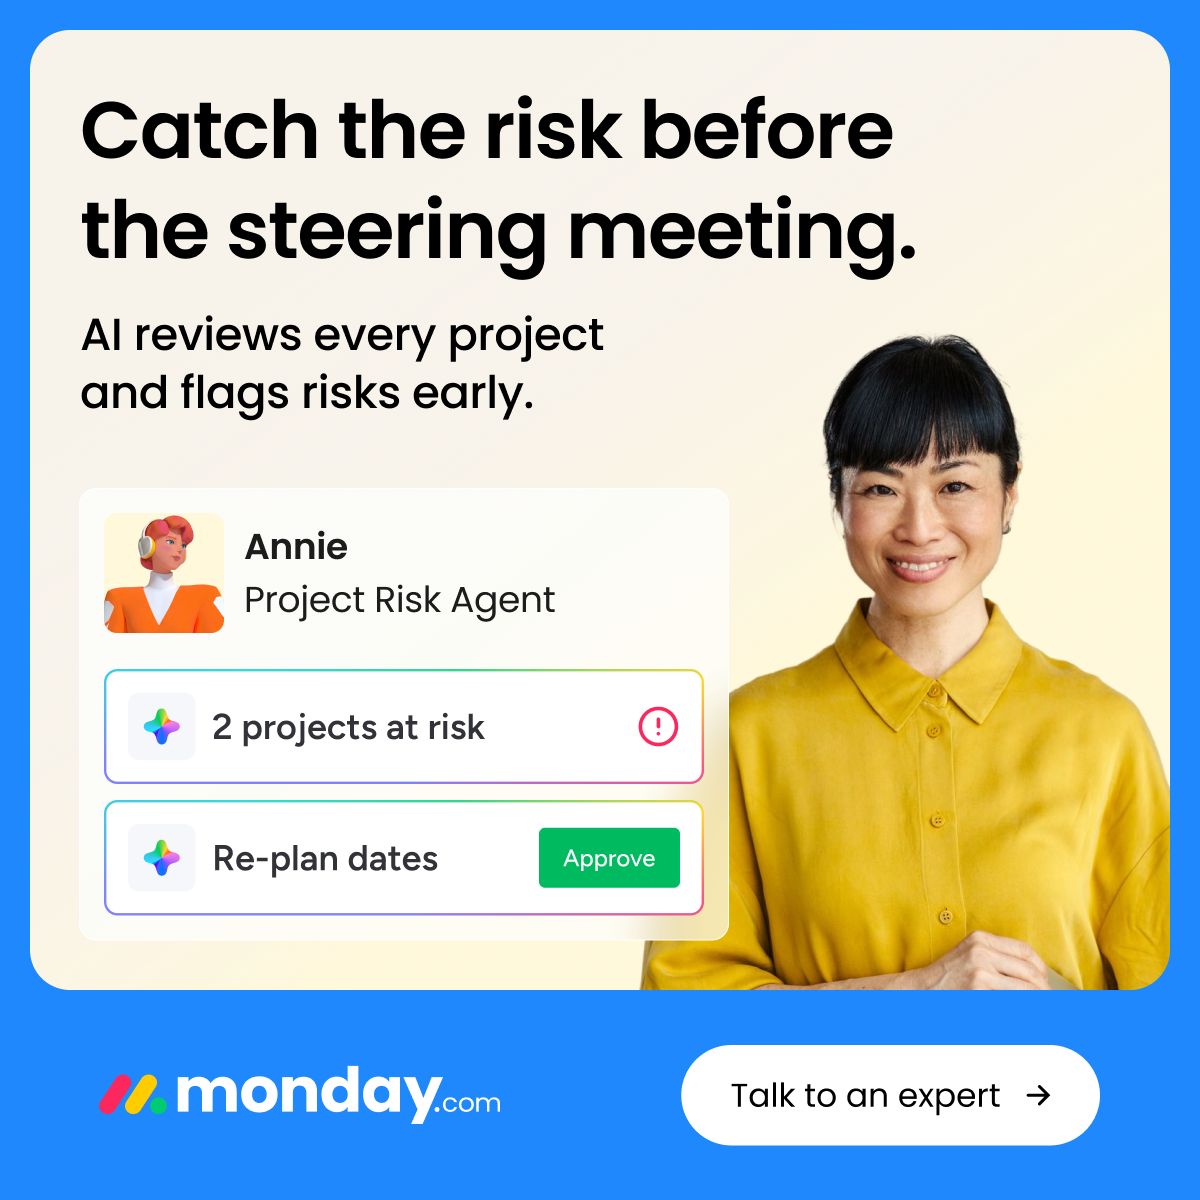 Catch the risk before
the steering meeting.
AI reviews every project
and flags risks early.
Annie
Project Risk Agent
2 projects at risk
Re-plan dates
Approve
monday.com
Talk to an expert →